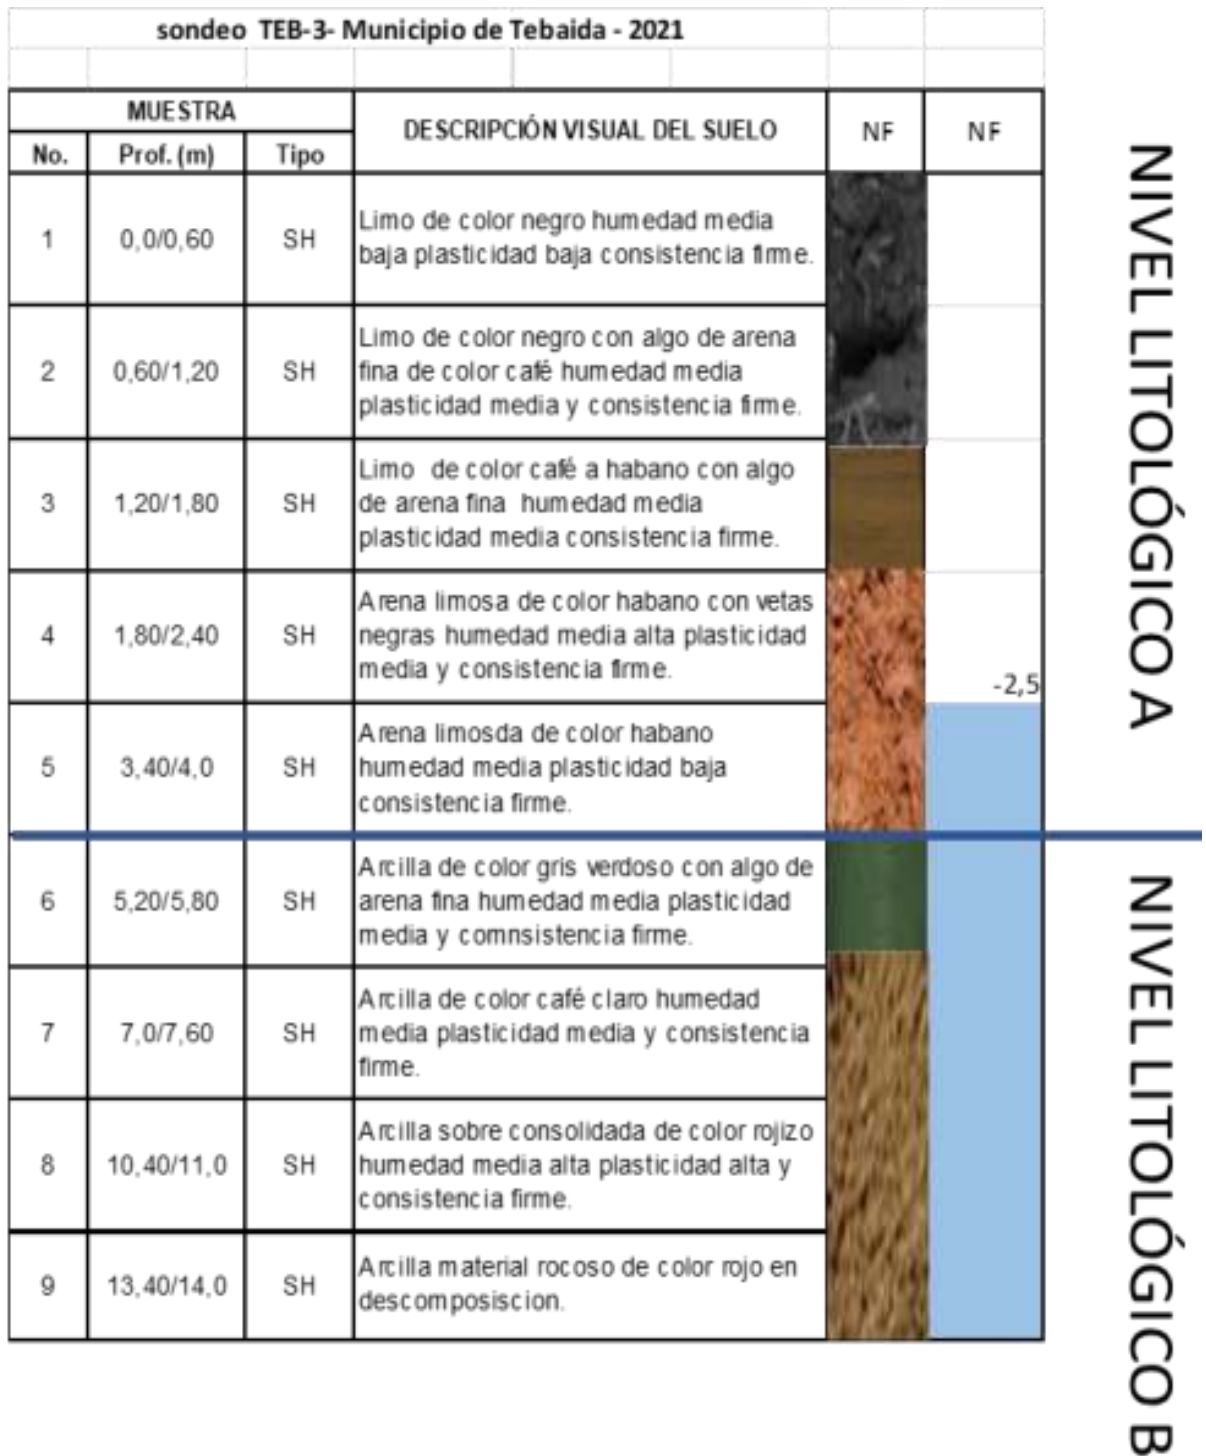 sondeo TEB-3- Municipio de Tebaida - 2021
MUESTRA
DESCRIPCIÓN VISUAL DEL SUELO
NF
NF
No.
Prof. (m)
Tipo
1
0,0/0,60
SH
Limo de color negro humedad media
baja plasticidad baja consistencia firme.
2
0,60/1,20
SH
Limo de color negro con algo de arena
fina de color café humedad media
plasticidad media y consistencia firme.
3
1,20/1,80
SH
Limo de color café a habano con algo
de arena fina humedad media
plasticidad media consistencia firme.
4
1,80/2,40
SH
Arena limosa de color habano con vetas
negras humedad media alta plasticidad
media y consistencia firme.
-2,5
5
3,40/4,0
SH
Arena limosda de color habano
humedad media plasticidad baja
consistencia firme.
6
5,20/5,80
SH
Arcilla de color gris verdoso con algo de
arena fina humedad media plasticidad
media y comnsistencia firme.
7
7,0/7,60
SH
Arcilla de color café claro humedad
media plasticidad media y consistencia
firme.
8
10,40/11,0
SH
Arcilla sobre consolidada de color rojizo
humedad media alta plasticidad alta y
consistencia firme.
9
13,40/14,0
SH
Arcilla material rocoso de color rojo en
descomposiscion.
NIVEL LITOLÓGICO A
NIVEL LITOLÓGICO B